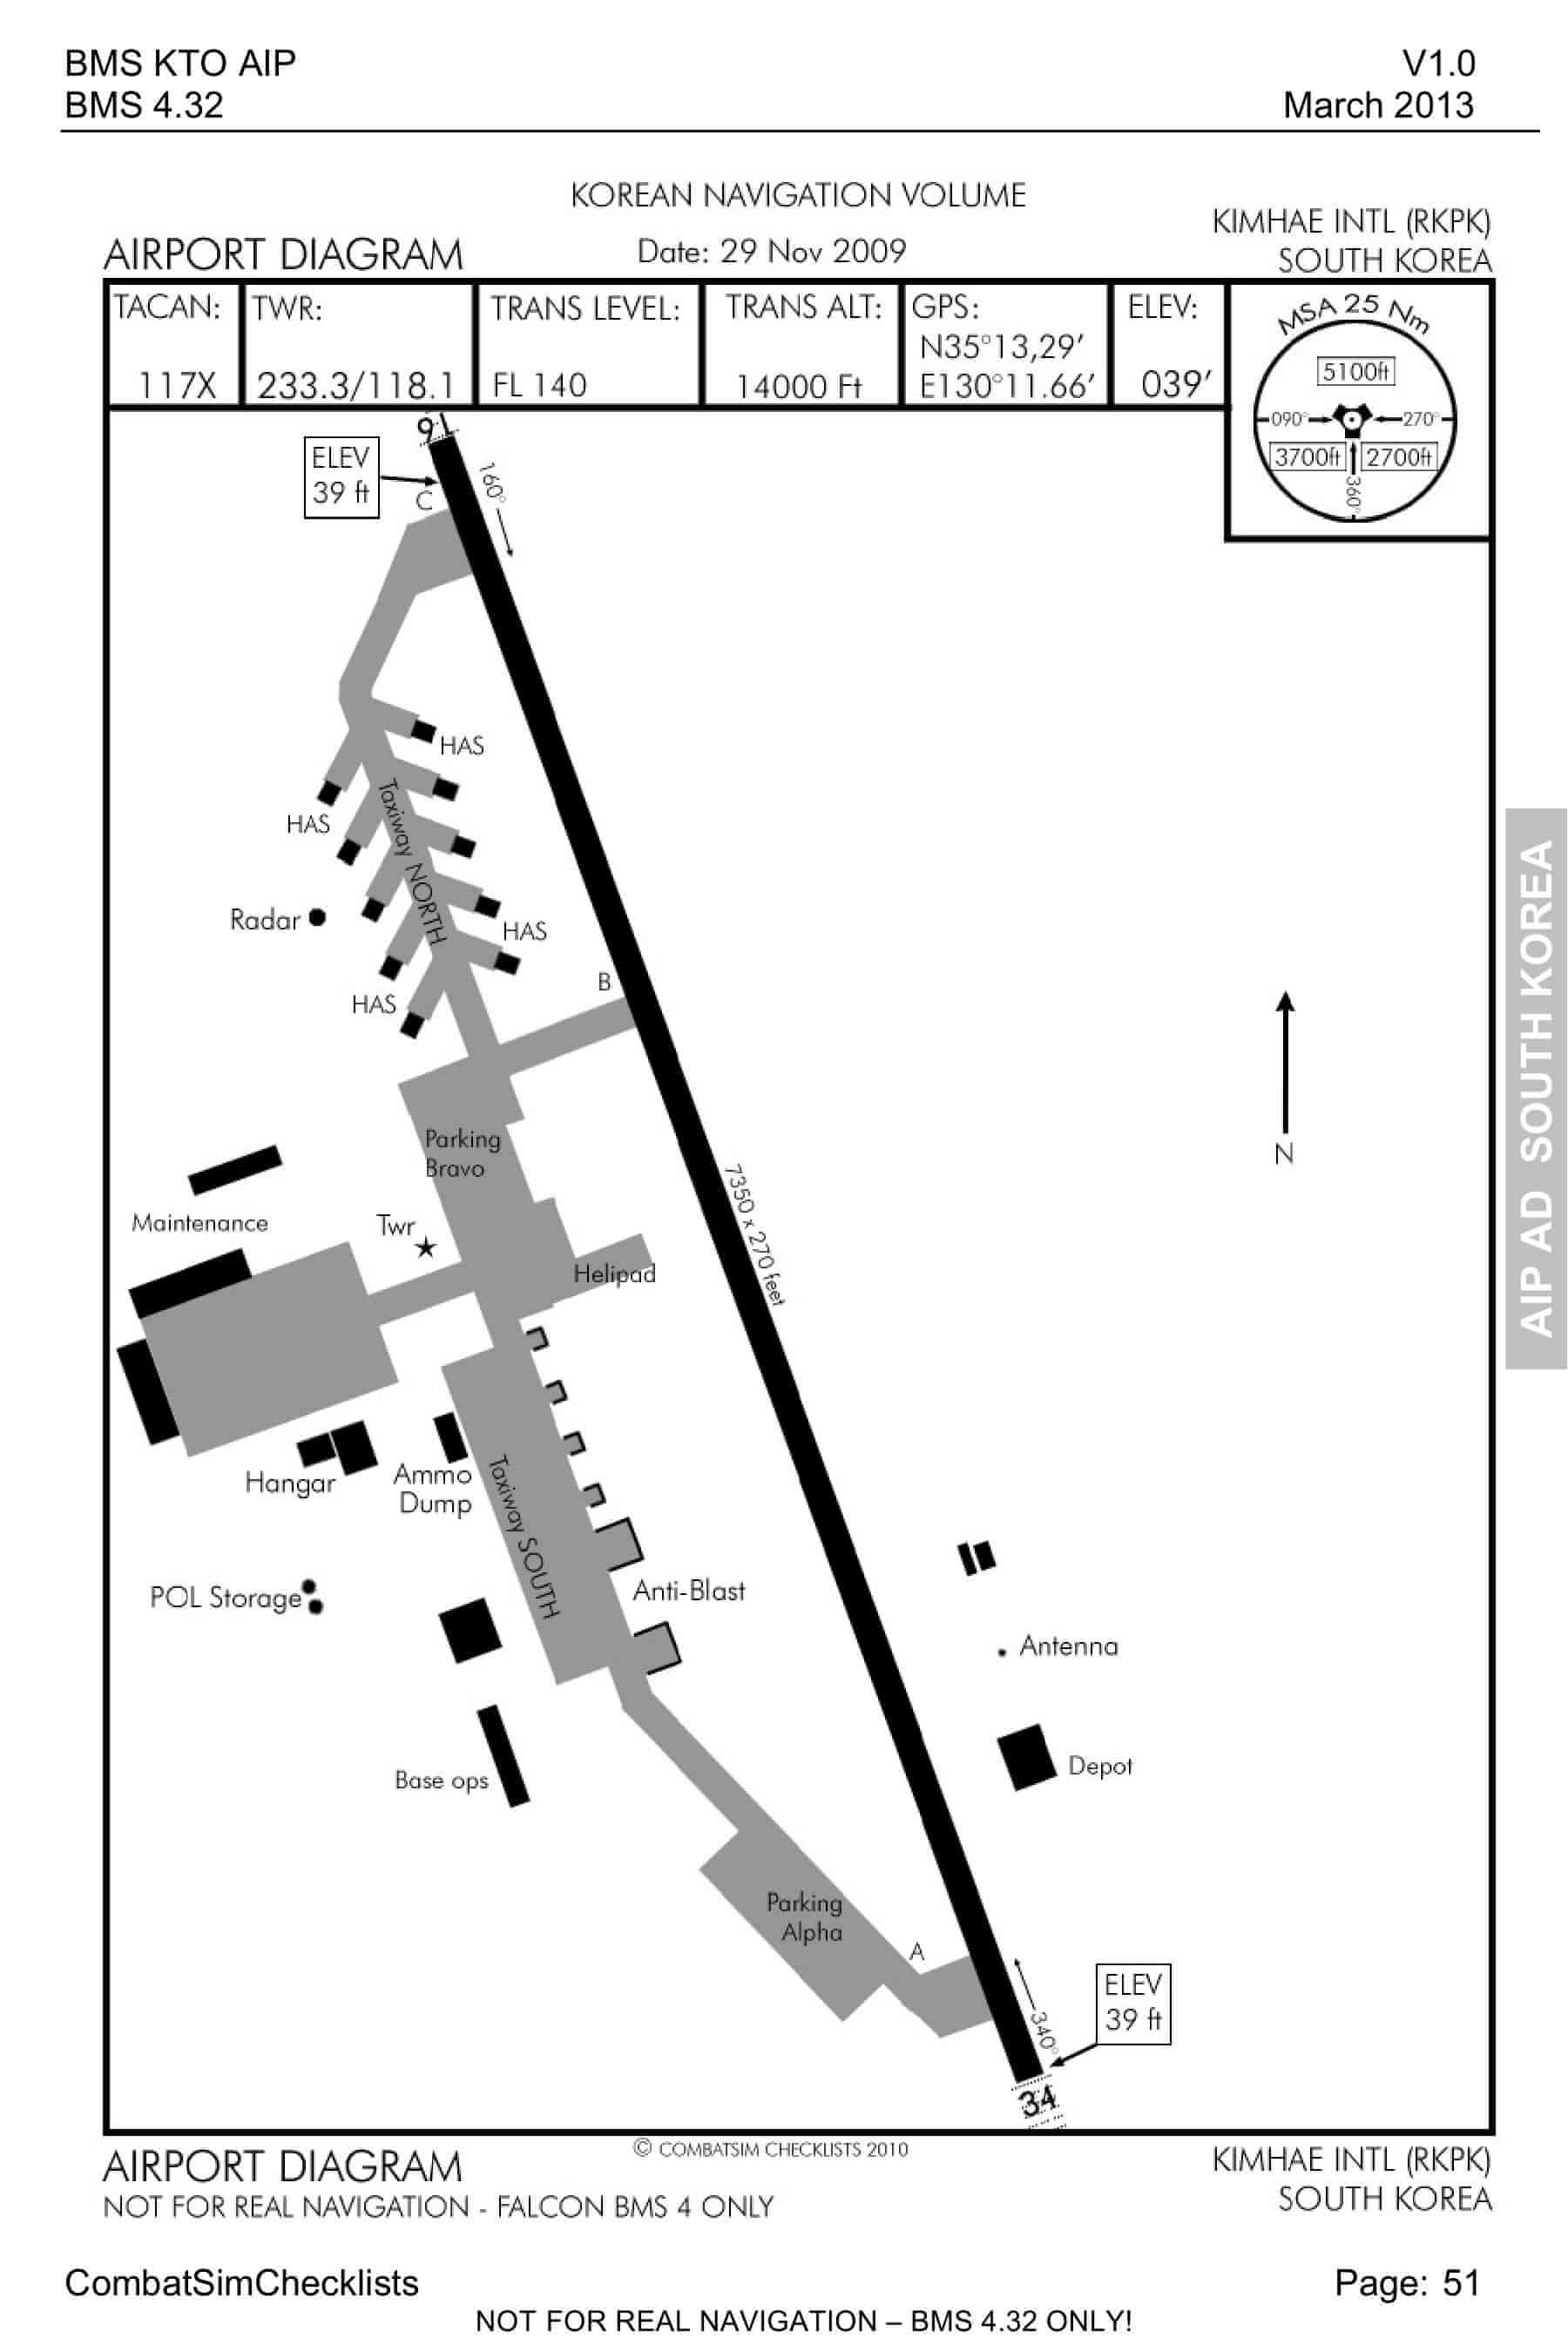 BMS KTO AIP
V1.0
BMS 4.32
March 2013
KOREAN NAVIGATION VOLUME
KIMHAE INTL (RKPK)
AIRPORT DIAGRAM
Date: 29 Nov 2009
SOUTH KOREA
TACAN:
117X
TWR:
233.3/118.1
TRANS LEVEL:
FL 140
TRANS ALT:
14000 Ft
GPS:
N35°13,29′
E130°11.66′
ELEV:
039′
MSA 25 Nm
5100ft
090°
270°
3700ft
2700ft
360°
16
ELEV
39 ft
C
160°
HAS
HAS
Taxiway NORTH
Radar
HAS
B
HAS
N
Parking
Bravo
7350 x 270 feet
Maintenance
Twr
Helipad
Hangar
Ammo
Dump
Taxiway SOUTH
POL Storage
Anti-Blast
Antenna
Depot
Base ops
Parking
Alpha
A
ELEV
39 ft
340°
34
AIP AD SOUTH KOREA
© COMBATSIM CHECKLISTS 2010
AIRPORT DIAGRAM
KIMHAE INTL (RKPK)
NOT FOR REAL NAVIGATION - FALCON BMS 4 ONLY
SOUTH KOREA
CombatSimChecklists
Page: 51
NOT FOR REAL NAVIGATION – BMS 4.32 ONLY!